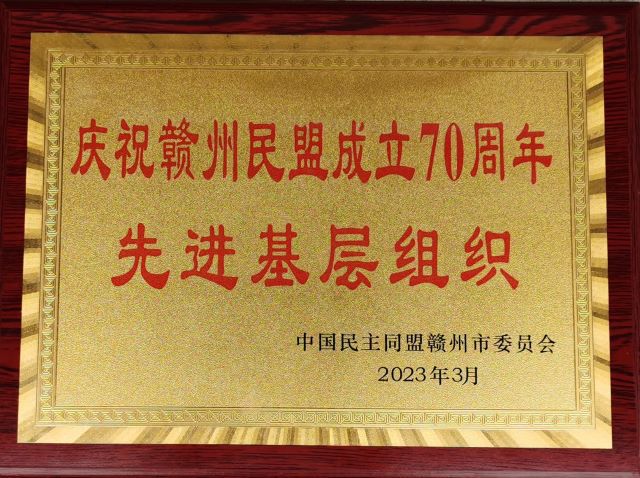 庆祝赣州民盟成立70周年
先进基层组织
中国民主同盟赣州市委员会
2023年3月